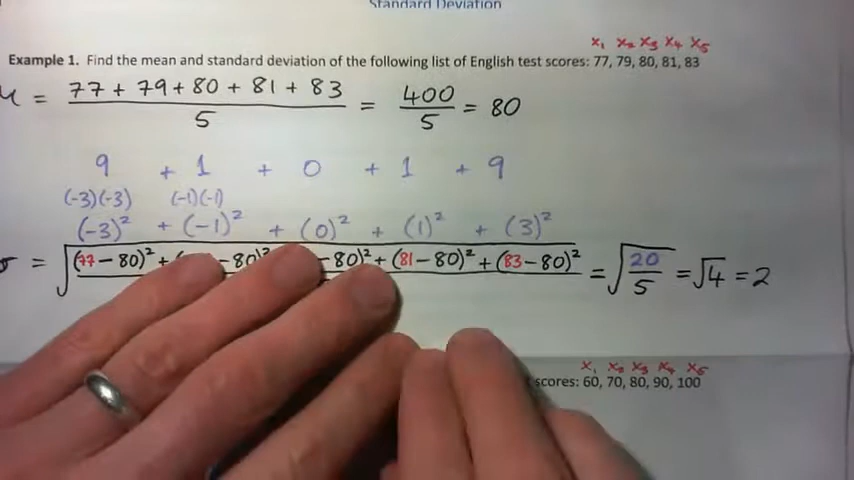 Standard Deviation
x₁ x₂ x₃ x₄ x₅
Example 1. Find the mean and standard deviation of the following list of English test scores: 77, 79, 80, 81, 83
= 77 + 79 + 80 + 81 + 83 / 5 = 400 / 5 = 80
9 + 1 + 0 + 1 + 9
(-3)(-3) (-1)(-1)
(-3)² + (-1)² + (0)² + (1)² + (3)²
σ = √ (77 - 80)² + - 80)² - 80)² + (81 - 80)² + (83 - 80)² = √ 20 / 5 = √4 = 2
x₁ x₂ x₃ x₄ x₅
scores: 60, 70, 80, 90, 100